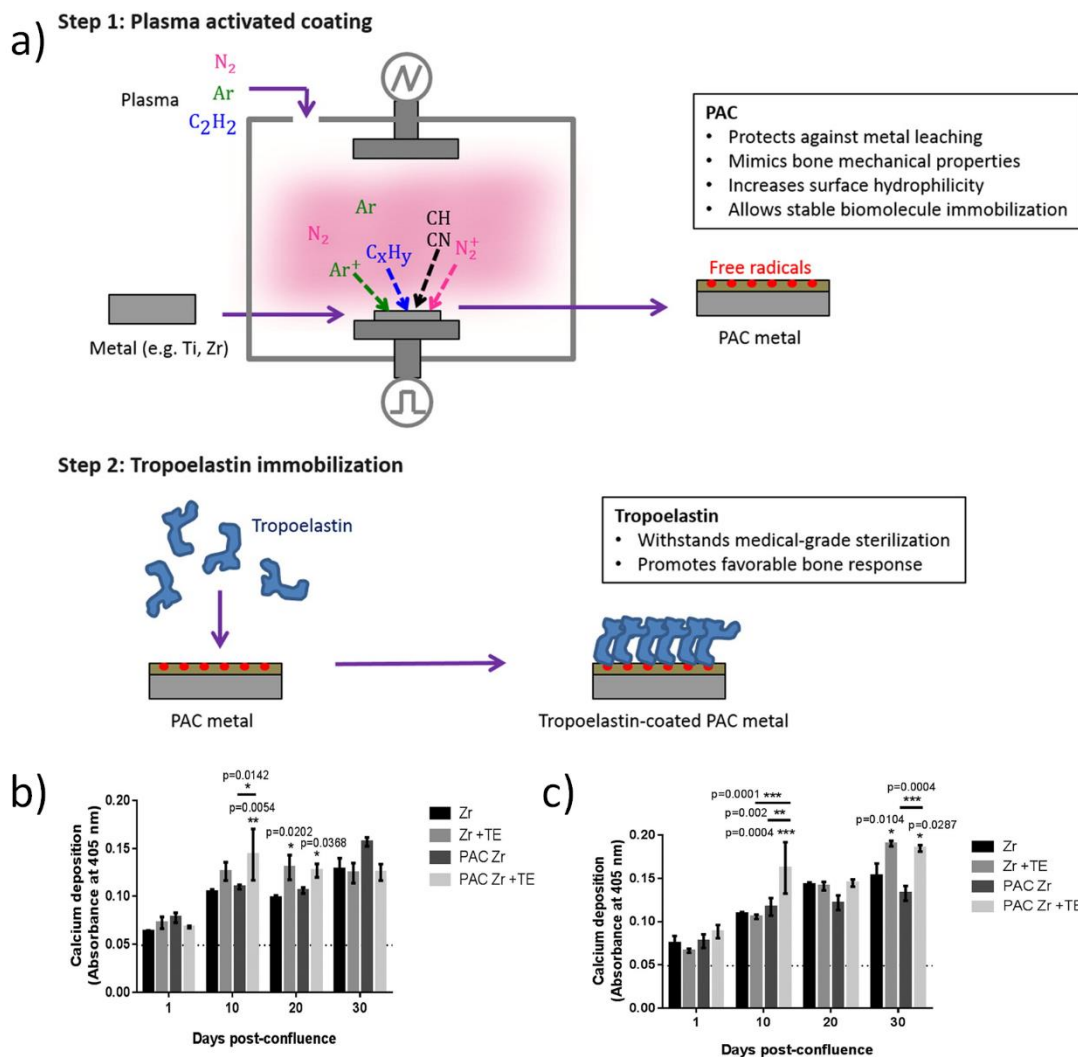 a)
Step 1: Plasma activated coating
N₂
Ar
C₂H₂
Plasma
Ar
N₂
CH
CN
CₓHᵧ
N₂⁺
Ar⁺
Metal (e.g. Ti, Zr)
PAC
• Protects against metal leaching
• Mimics bone mechanical properties
• Increases surface hydrophilicity
• Allows stable biomolecule immobilization
Free radicals
PAC metal
Step 2: Tropoelastin immobilization
Tropoelastin
PAC metal
Tropoelastin
• Withstands medical-grade sterilization
• Promotes favorable bone response
Tropoelastin-coated PAC metal
b)
Calcium deposition
(Absorbance at 405 nm)
0.20
0.15
0.10
0.05
0.00
p=0.0142
*
p=0.0054
**
p=0.0202
*
p=0.0368
*
1 10 20 30
Days post-confluence
Zr
Zr +TE
PAC Zr
PAC Zr +TE
c)
Calcium deposition
(Absorbance at 405 nm)
0.20
0.15
0.10
0.05
0.00
p=0.0001 ***
p=0.002 **
p=0.0004 ***
p=0.0004
***
p=0.0104
*
p=0.0287
*
1 10 20 30
Days post-confluence
Zr
Zr +TE
PAC Zr
PAC Zr +TE